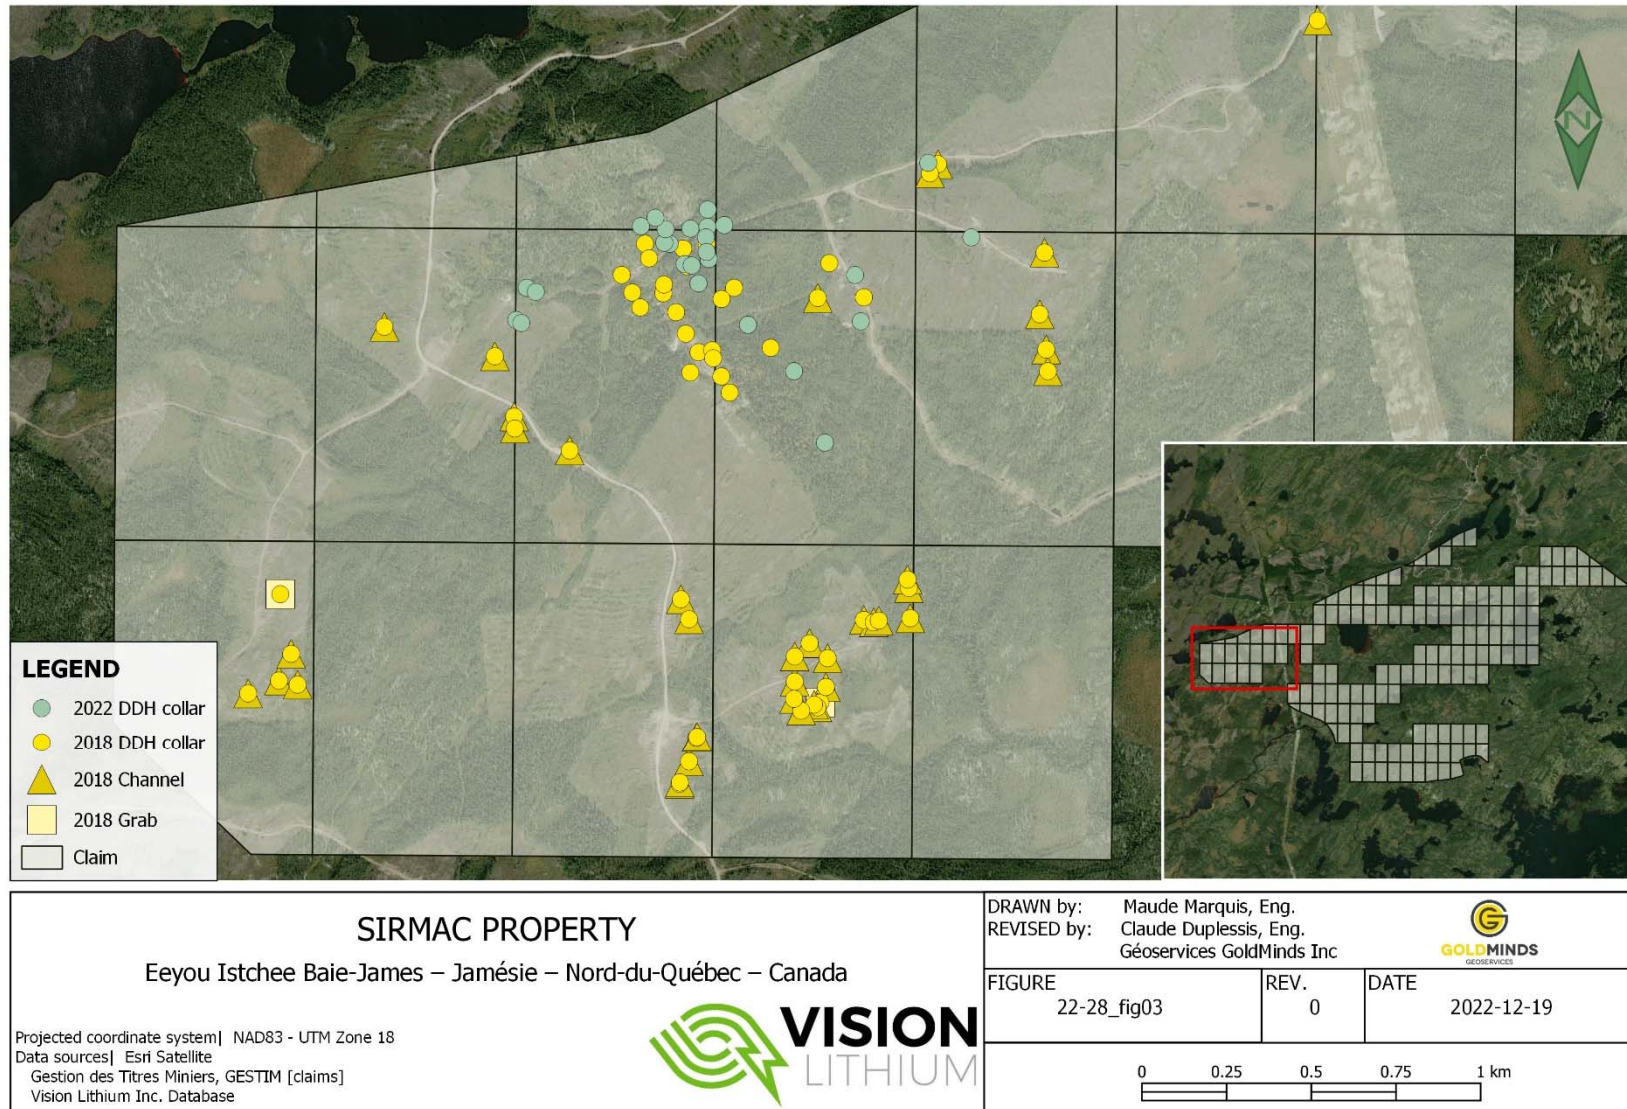 N
LEGEND
2022 DDH collar
2018 DDH collar
2018 Channel
2018 Grab
Claim
SIRMAC PROPERTY
Eeyou Istchee Baie-James – Jamésie – Nord-du-Québec – Canada
Projected coordinate system| NAD83 - UTM Zone 18
Data sources| Esri Satellite
Gestion des Titres Miniers, GESTIM [claims]
Vision Lithium Inc. Database
VISION
LITHIUM
DRAWN by: Maude Marquis, Eng.
REVISED by: Claude Duplessis, Eng.
Géoservices GoldMinds Inc
GOLDMINDS
GEOSERVICES
FIGURE
22-28_fig03
REV.
0
DATE
2022-12-19
0 0.25 0.5 0.75 1 km